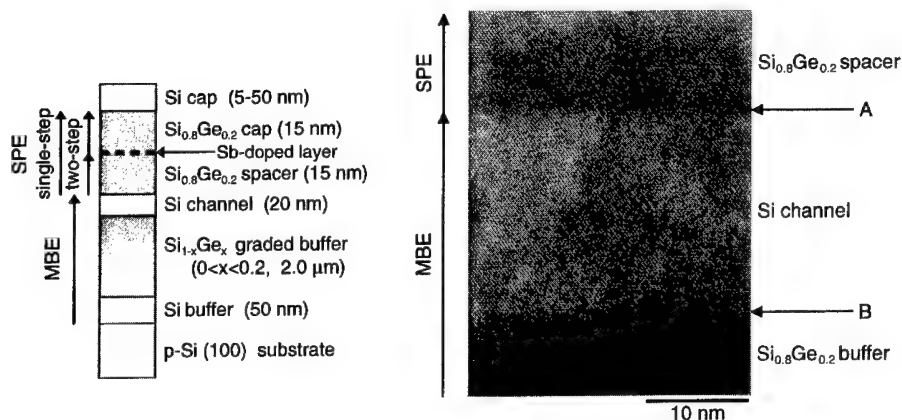 Si cap (5-50 nm)
Si0.8Ge0.2 cap (15 nm)
Sb-doped layer
Si0.8Ge0.2 spacer (15 nm)
Si channel (20 nm)
Si1-xGex graded buffer
(0<x<0.2, 2.0 μm)
Si buffer (50 nm)
p-Si (100) substrate
SPE
single-step
two-step
MBE
SPE
MBE
Si0.8Ge0.2 spacer
A
Si channel
B
Si0.8Ge0.2 buffer
10 nm